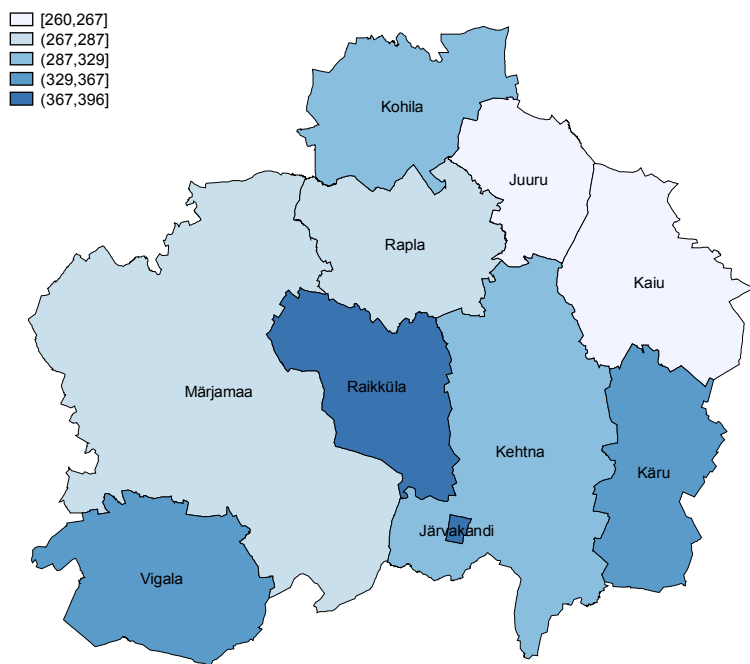 [260,267]
(267,287]
(287,329]
(329,367]
(367,396]
Kohila
Juuru
Rapla
Kaiu
Märjamaa
Raikküla
Kehtna
Käru
Järvakandi
Vigala